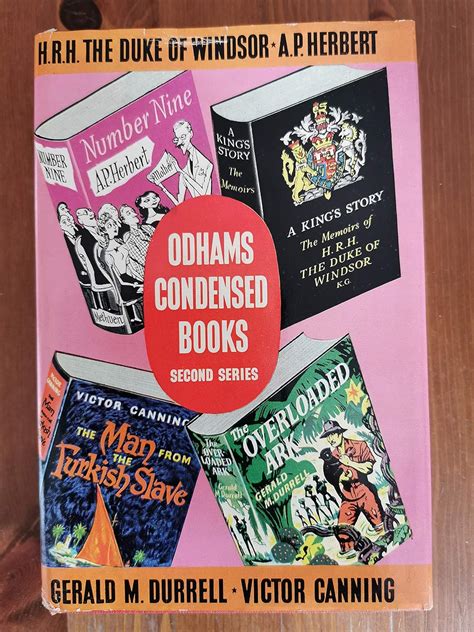 H.R.H. THE DUKE OF WINDSOR ★ A.P. HERBERT
NUMBER
NINE
Number Nine
A.P. Herbert
Methuen
A
KING'S
STORY
The
Memoirs
A KING'S STORY
The Memoirs of
H.R.H.
THE DUKE OF
WINDSOR
K.G.
ODHAMS
CONDENSED
BOOKS
SECOND SERIES
VICTOR CANNING
THE Man FROM
THE
Turkish Slave
The
OVER-
LOADED
ARK
Gerald
M. Durrell
The
OVERLOADED
ARK
GERALD
M. DURRELL
GERALD M. DURRELL ★ VICTOR CANNING